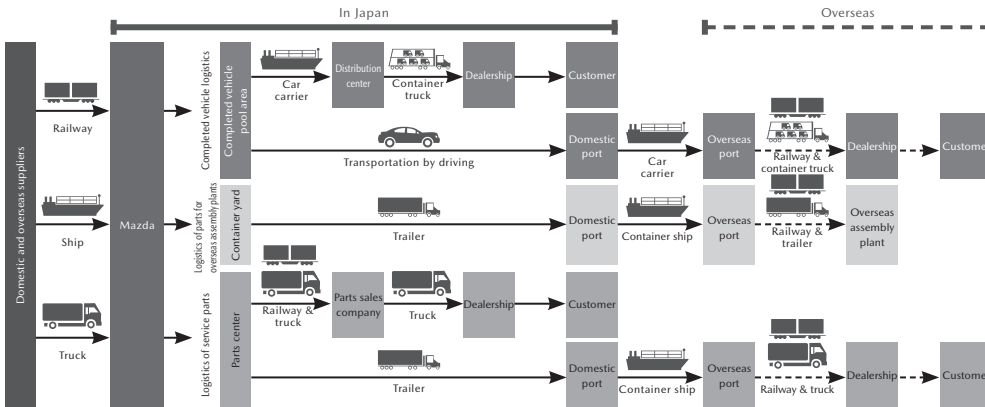 In Japan
Overseas
Domestic and overseas suppliers
Railway
Ship
Truck
Mazda
Completed vehicle logistics
Completed vehicle
pool area
Car
carrier
Distribution
center
Container
truck
Dealership
Customer
Transportation by driving
Domestic
port
Car
carrier
Overseas
port
Railway &
container truck
Dealership
Custome
Logistics of parts for
overseas assembly plants
Container yard
Trailer
Domestic
port
Container ship
Overseas
port
Railway &
trailer
Overseas
assembly
plant
Logistics of service parts
Parts center
Railway &
truck
Parts sales
company
Truck
Dealership
Customer
Trailer
Domestic
port
Container ship
Overseas
port
Railway & truck
Dealership
Custome